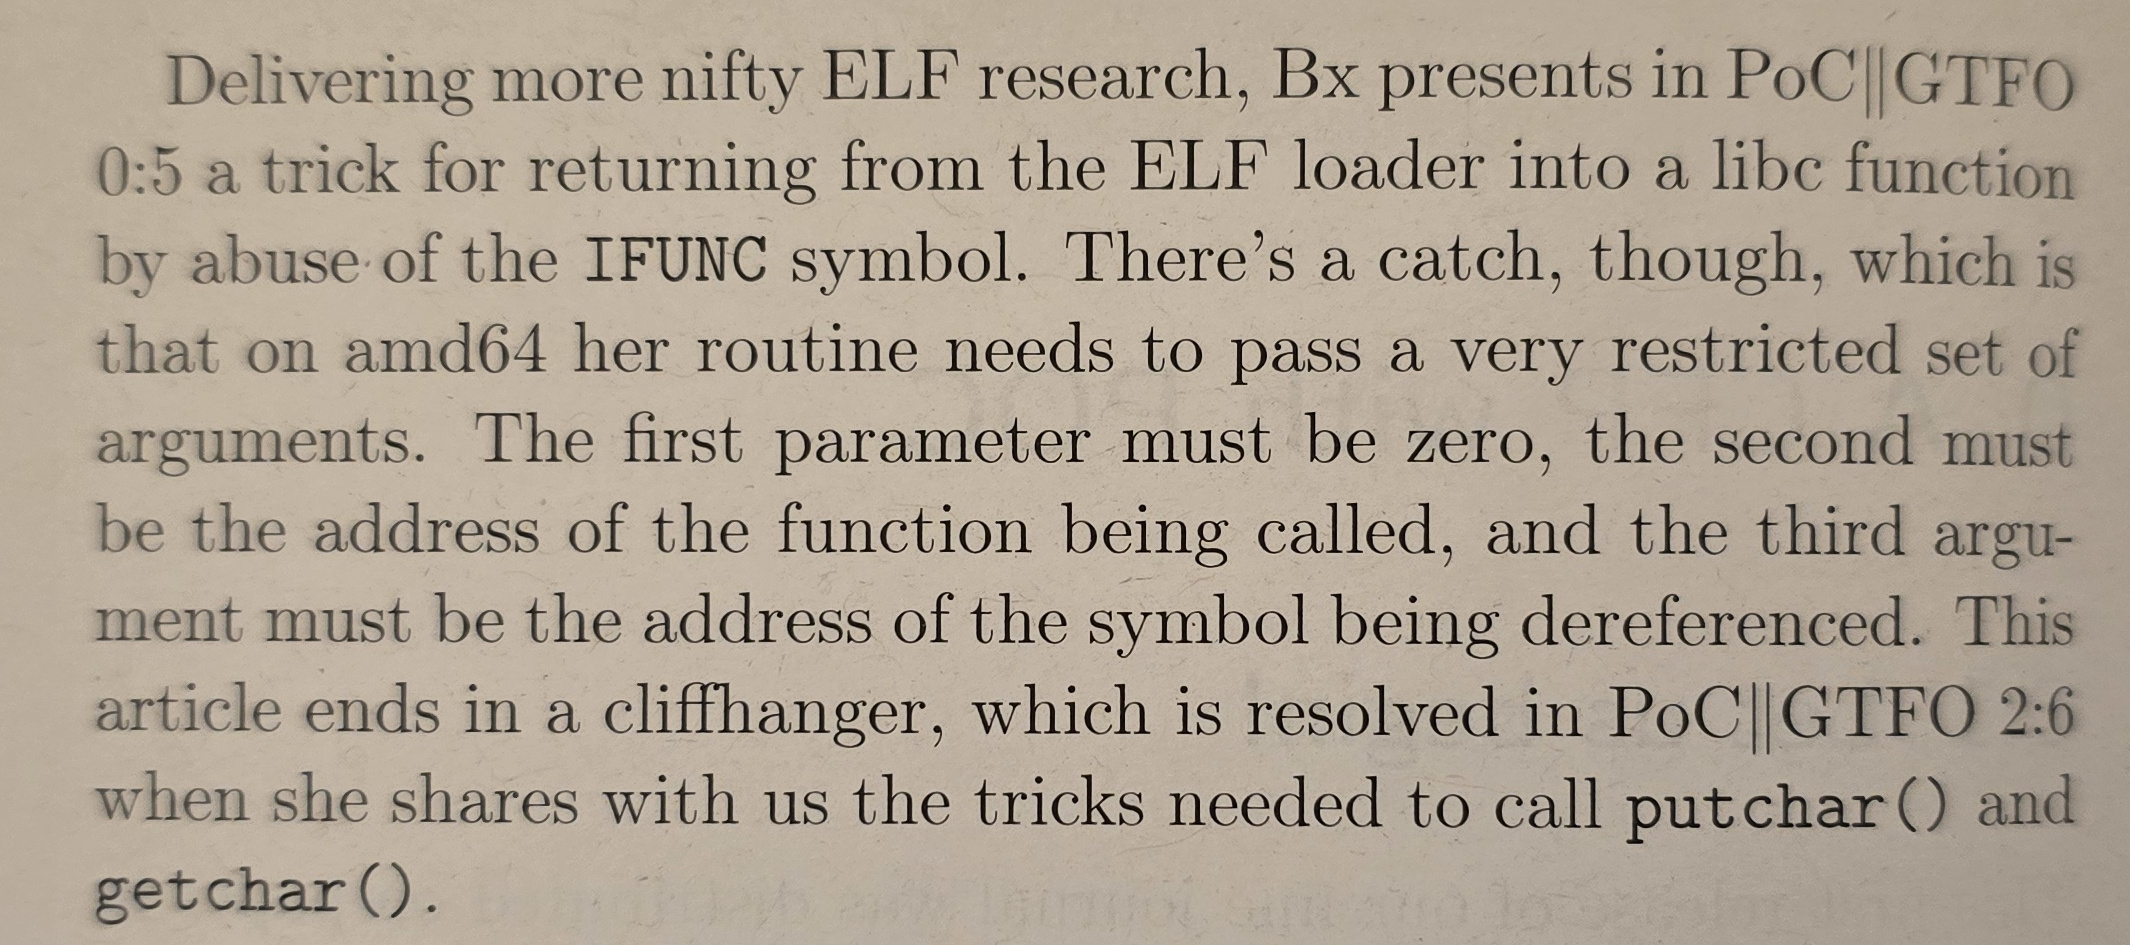 Delivering more nifty ELF research, Bx presents in PoC||GTFO
0:5 a trick for returning from the ELF loader into a libc function
by abuse of the IFUNC symbol. There's a catch, though, which is
that on amd64 her routine needs to pass a very restricted set of
arguments. The first parameter must be zero, the second must
be the address of the function being called, and the third argu-
ment must be the address of the symbol being dereferenced. This
article ends in a cliffhanger, which is resolved in PoC||GTFO 2:6
when she shares with us the tricks needed to call putchar() and
getchar().